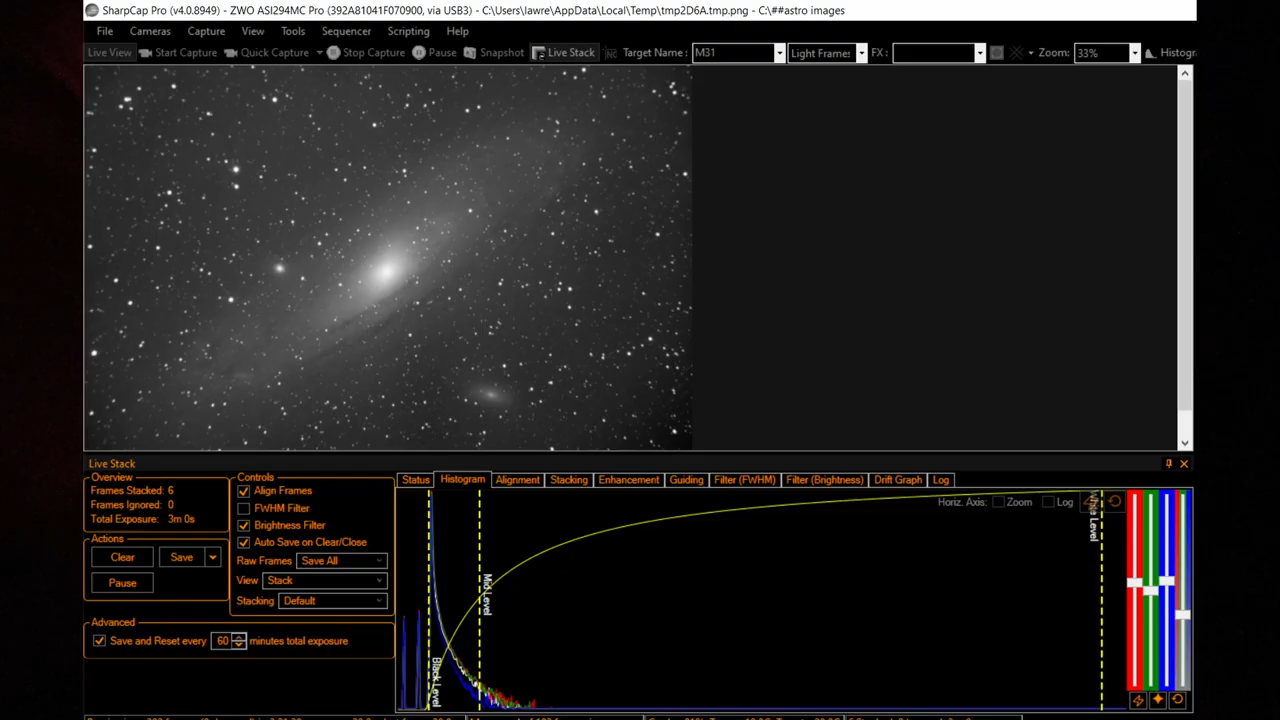 SharpCap Pro (v4.0.8949) - ZWO ASI294MC Pro (392A81041F070900, via USB3) - C:\Users\lawre\AppData\Local\Temp\tmp2D6A.tmp.png - C:\##astro images
File Cameras Capture View Tools Sequencer Scripting Help
Live View Start Capture Quick Capture Stop Capture Pause Snapshot Live Stack Target Name: M31 Light Frames FX: Zoom: 33% Histogr
Live Stack
Overview
Frames Stacked: 6
Frames Ignored: 0
Total Exposure: 3m 0s
Actions
Clear Save
Pause
Controls
Align Frames
FWHM Filter
Brightness Filter
Auto Save on Clear/Close
Raw Frames Save All
View Stack
Stacking Default
Advanced
Save and Reset every 60 minutes total exposure
Status Histogram Alignment Stacking Enhancement Guiding Filter (FWHM) Filter (Brightness) Drift Graph Log
Horiz. Axis: Zoom Log
Black Level
Mid Level
White Level